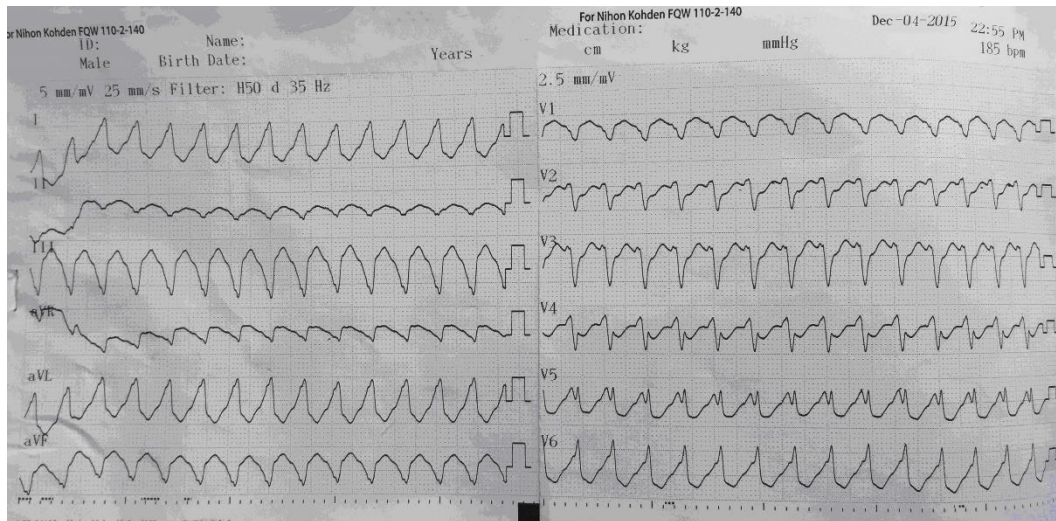 or Nihon Kohden FQW 110-2-140
ID: Name:
Male Birth Date: Years
5 mm/mV 25 mm/s Filter: H50 d 35 Hz
I
II
III
aVR
aVL
aVF
For Nihon Kohden FQW 110-2-140
Medication: Dec-04-2015 22:55 PM
cm kg mmHg 185 bpm
2.5 mm/mV
V1
V2
V3
V4
V5
V6